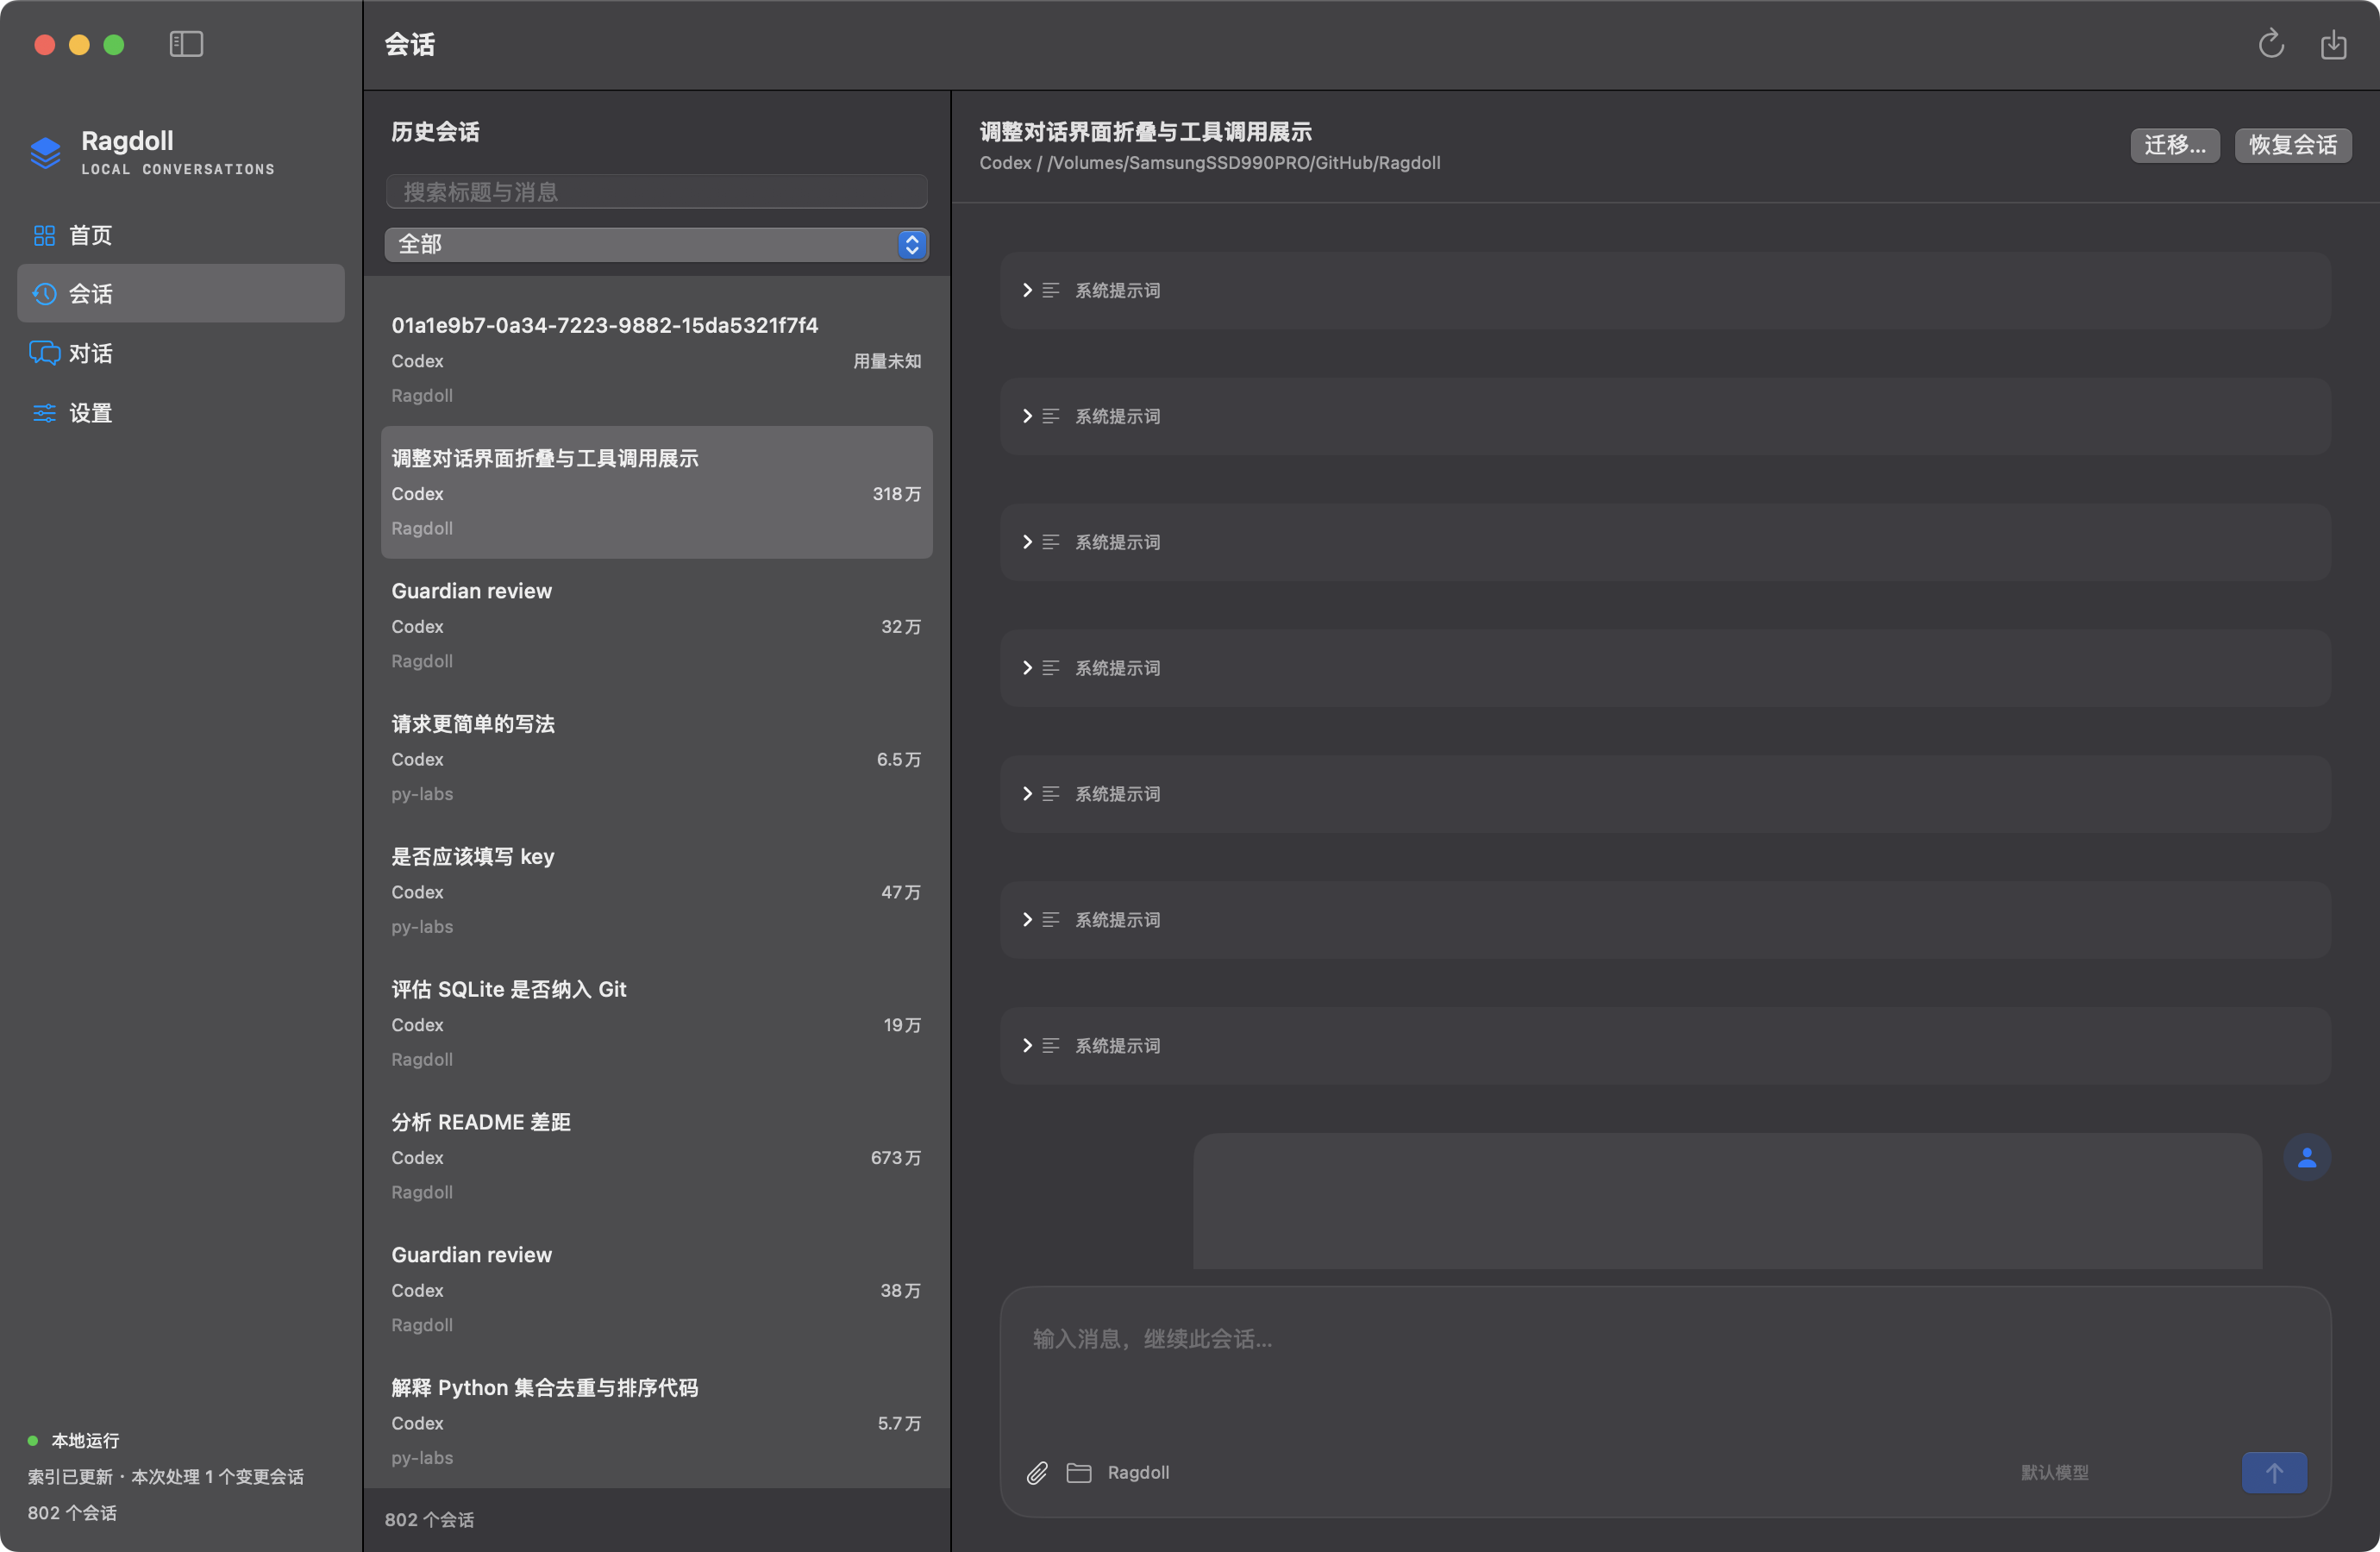 会话
Ragdoll
LOCAL CONVERSATIONS
首页
会话
对话
设置
本地运行
索引已更新 · 本次处理 1 个变更会话
802 个会话
历史会话
搜索标题与消息
全部
01a1e9b7-0a34-7223-9882-15da5321f7f4
Codex 用量未知
Ragdoll
调整对话界面折叠与工具调用展示
Codex 318万
Ragdoll
Guardian review
Codex 32万
Ragdoll
请求更简单的写法
Codex 6.5万
py-labs
是否应该填写 key
Codex 47万
py-labs
评估 SQLite 是否纳入 Git
Codex 19万
Ragdoll
分析 README 差距
Codex 673万
Ragdoll
Guardian review
Codex 38万
Ragdoll
解释 Python 集合去重与排序代码
Codex 5.7万
py-labs
802 个会话
调整对话界面折叠与工具调用展示
Codex / /Volumes/SamsungSSD990PRO/GitHub/Ragdoll
迁移... 恢复会话
系统提示词
系统提示词
系统提示词
系统提示词
系统提示词
系统提示词
系统提示词
输入消息，继续此会话...
Ragdoll 默认模型